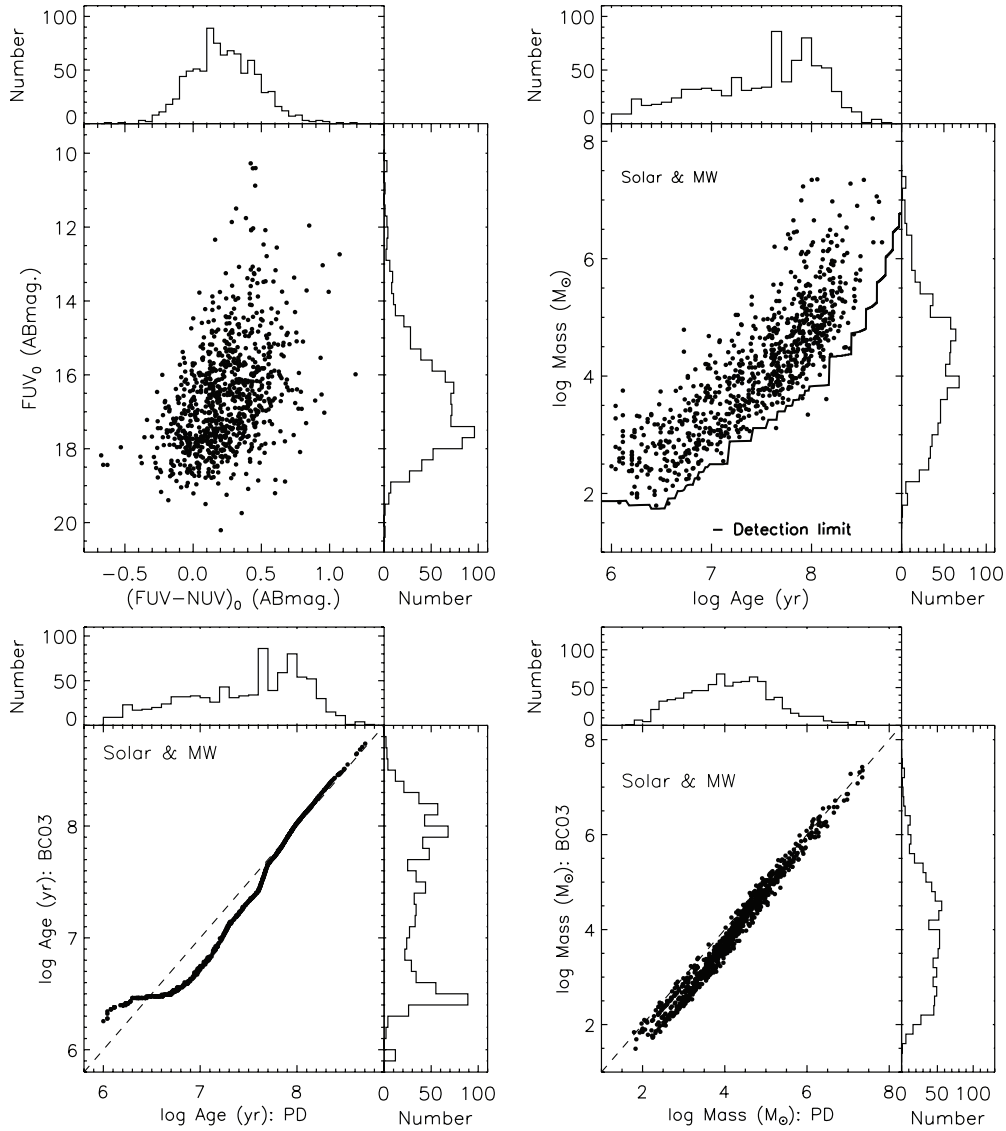 Number
100
50
0
10
12
14
16
18
20
FUV₀ (ABmag.)
−0.5 0.0 0.5 1.0
(FUV−NUV)₀ (ABmag.)
0 50 100
Number
Number
100
50
0
Solar & MW
8
6
4
2
log Mass (M☉)
− Detection limit
6 7 8
log Age (yr)
0 50 100
Number
Number
100
50
0
Solar & MW
8
7
6
log Age (yr): BC03
6 7 8
log Age (yr): PD
0 50 100
Number
Number
100
50
0
Solar & MW
8
6
4
2
log Mass (M☉): BC03
2 4 6 8
log Mass (M☉): PD
0 50 100
Number